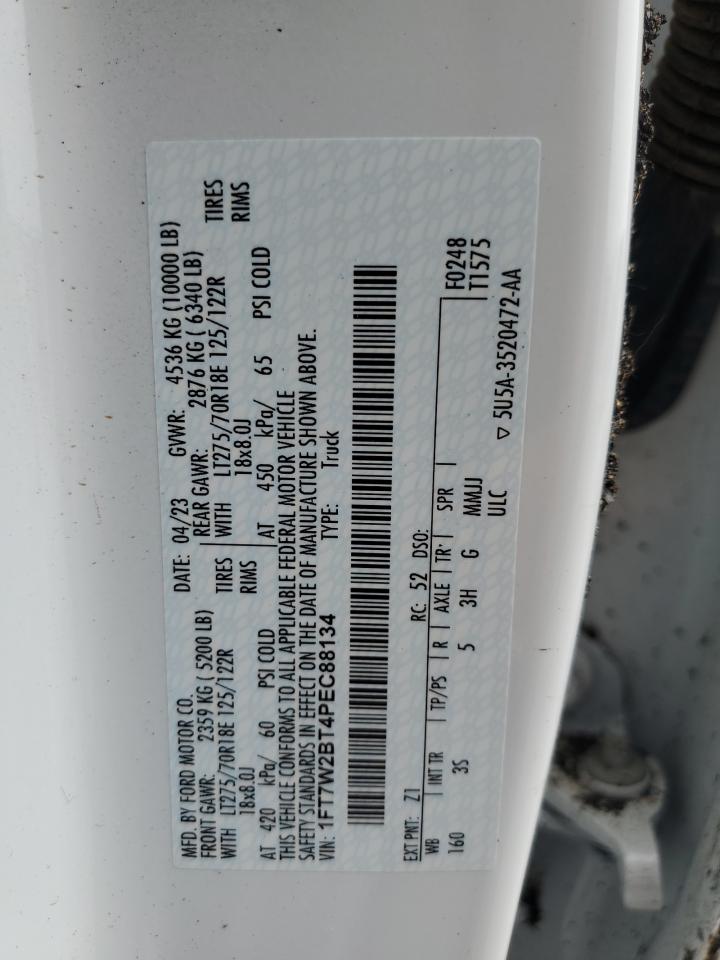 MFD. BY FORD MOTOR CO.
DATE: 04/23 GVWR: 4536 KG (10000 LB)
FRONT GAWR: 2359 KG ( 5200 LB)
REAR GAWR: 2876 KG ( 6340 LB)
WITH LT275/70R18E 125/122R TIRES
WITH LT275/70R18E 125/122R TIRES
18x8.0J RIMS
18x8.0J RIMS
AT 420 kPa/ 60 PSI COLD
AT 450 kPa/ 65 PSI COLD
THIS VEHICLE CONFORMS TO ALL APPLICABLE FEDERAL MOTOR VEHICLE
SAFETY STANDARDS IN EFFECT ON THE DATE OF MANUFACTURE SHOWN ABOVE.
VIN: 1FT7W2BT4PEC88134 TYPE: Truck
EXT PNT: Z1 RC: 52 DSO:
WB INT TR TP/PS R AXLE TR SPR F0248
160 3S 5 3H G MMJJ T1575
ULC
▽ 5U5A-3520472-AA